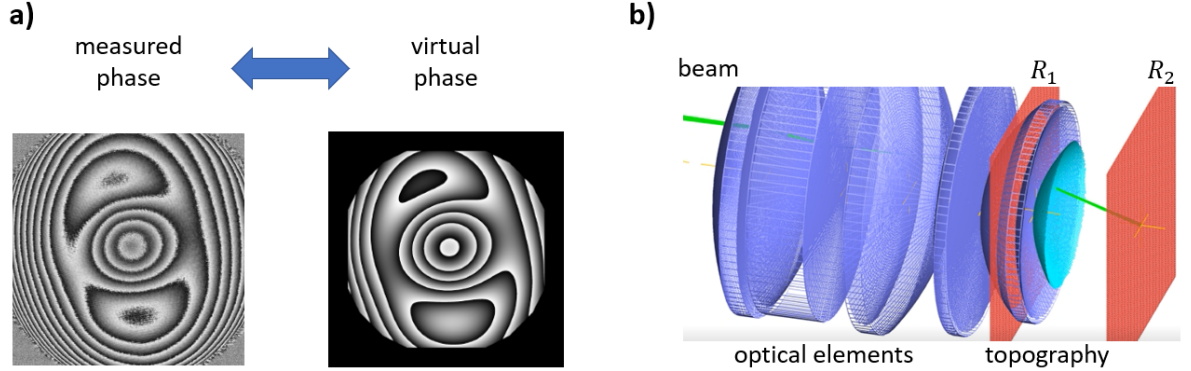 a)
measured
phase
virtual
phase
b)
beam
R₁
R₂
optical elements
topography